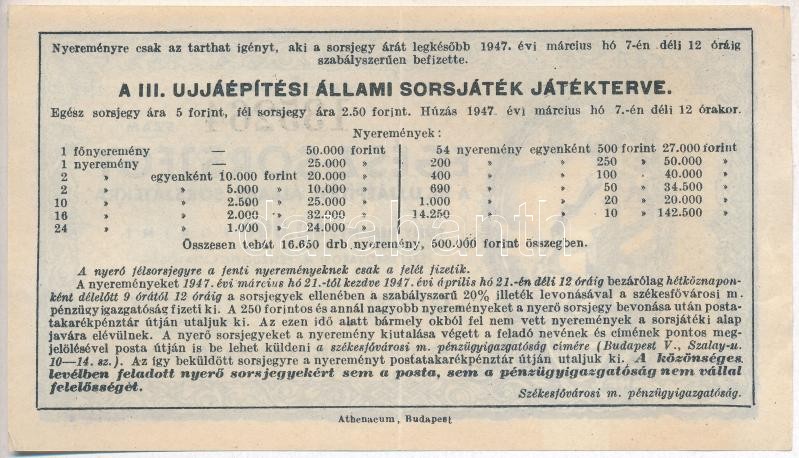 Nyereményre csak az tarthat igényt, aki a sorsjegy árát legkésőbb 1947. évi március hó 7-én déli 12 óráig
szabályszerűen befizette.
A III. UJJÁÉPÍTÉSI ÁLLAMI SORSJÁTÉK JÁTÉKTERVE.
Egész sorsjegy ára 5 forint, fél sorsjegy ára 2.50 forint. Húzás 1947. évi március hó 7.-én déli 12 órakor.
Nyeremények:
1 főnyeremény — 50.000 forint 54 nyeremény egyenként 500 forint 27.000 forint
1 nyeremény — 25.000 » 200 » » 250 » 50.000 »
2 » egyenként 10.000 forint 20.000 » 400 » » 100 » 40.000 »
2 » » 5.000 » 10.000 » 690 » » 50 » 34.500 »
10 » » 2.500 » 25.000 » 1.000 » » 20 » 20.000 »
16 » » 2.000 » 32.000 » 14.250 » » 10 » 142.500 »
24 » » 1.000 » 24.000 »
Összesen tehát 16.650 drb nyeremény, 500.000 forint összegben.
A nyerő félsorsjegyre a fenti nyereményeknek csak a felét fizetik.
A nyereményeket 1947. évi március hó 21.-től kezdve 1947. évi április hó 21.-én déli 12 óráig bezárólag hétköznapon-
ként délelőtt 9 órától 12 óráig a sorsjegyek ellenében a szabályszerű 20% illeték levonásával a székesfővárosi m.
pénzügyigazgatóság fizeti ki. A 250 forintos és annál nagyobb nyereményeket a nyerő sorsjegy bevonása után posta-
takarékpénztár útján utaljuk ki. Az ezen idő alatt bármely okból fel nem vett nyeremények a sorsjátéki alap
javára elévülnek. A nyerő sorsjegyeket a nyeremény kiutalása végett a feladó nevének és címének pontos meg-
jelölésével posta útján is be lehet küldeni a székesfővárosi m. pénzügyigazgatóság címére (Budapest V., Szalay-u.
10—14. sz.). Az így beküldött sorsjegyre a nyereményt postatakarékpénztár útján utaljuk ki. A közönséges
levélben feladott nyerő sorsjegyekért sem a posta, sem a pénzügyigazgatóság nem vállal
felelősséget.
Székesfővárosi m. pénzügyigazgatóság.
Athenaeum, Budapest
darabanth